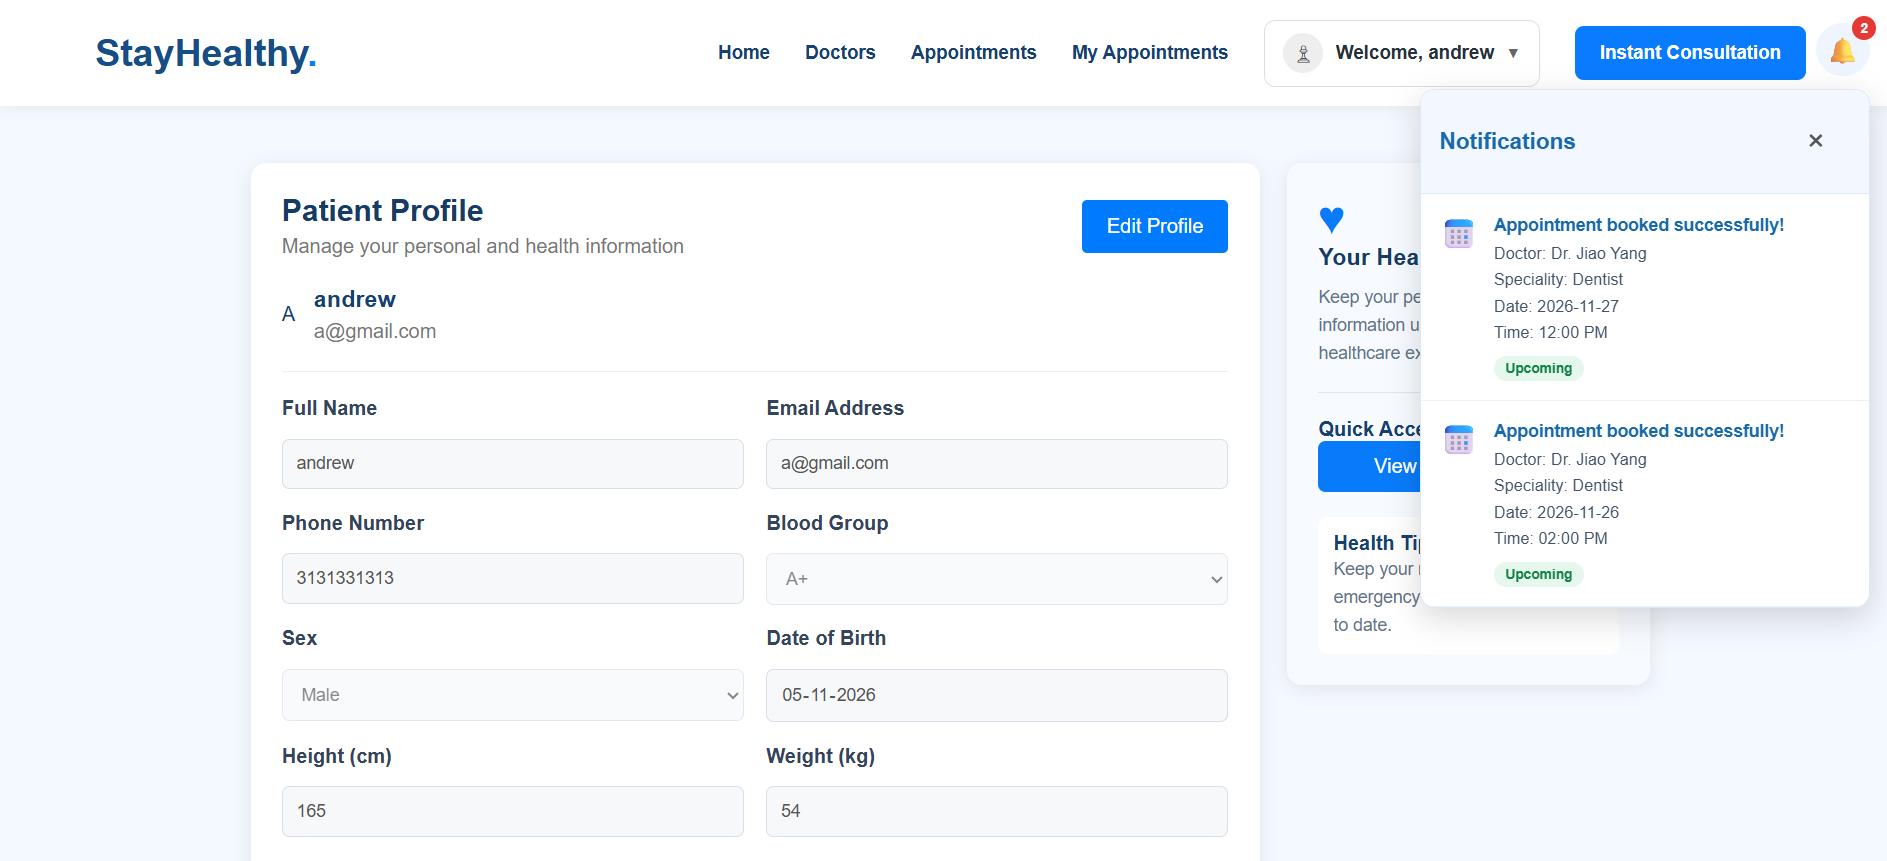 StayHealthy.
Home
Doctors
Appointments
My Appointments
Welcome, andrew ▼
Instant Consultation
2
Patient Profile
Manage your personal and health information
Edit Profile
A
andrew
a@gmail.com
Full Name
andrew
Email Address
a@gmail.com
Phone Number
3131331313
Blood Group
A+
Sex
Male
Date of Birth
05-11-2026
Height (cm)
165
Weight (kg)
54
Your Hea
Keep your pe
information u
healthcare ex
Quick Acce
View
Health Tip
Keep your
emergency
to date.
Notifications
×
Appointment booked successfully!
Doctor: Dr. Jiao Yang
Speciality: Dentist
Date: 2026-11-27
Time: 12:00 PM
Upcoming
Appointment booked successfully!
Doctor: Dr. Jiao Yang
Speciality: Dentist
Date: 2026-11-26
Time: 02:00 PM
Upcoming